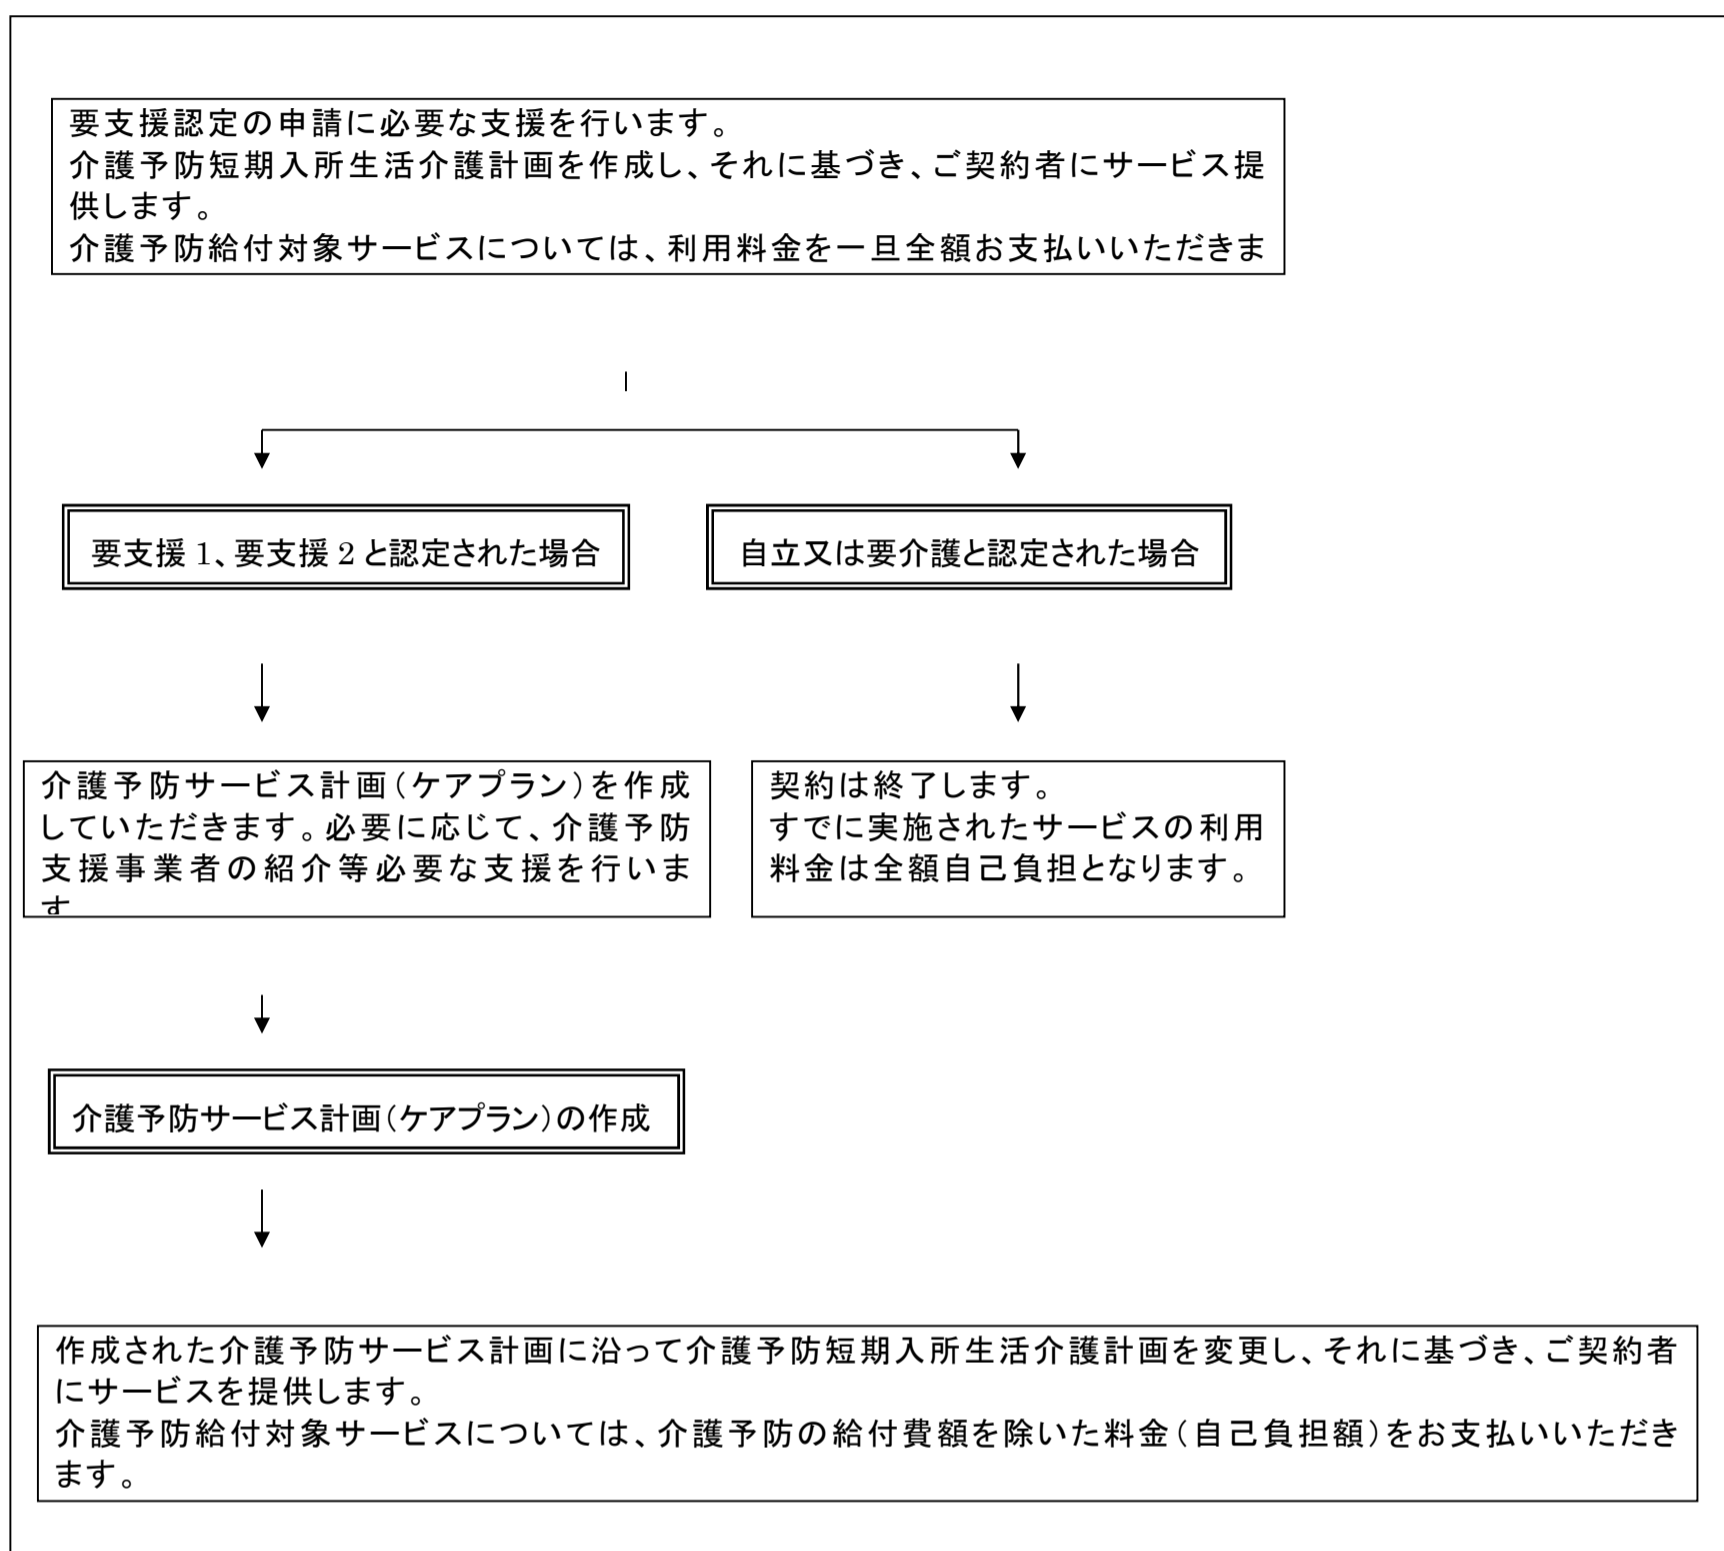 要支援認定の申請に必要な支援を行います。
介護予防短期入所生活介護計画を作成し、それに基づき、ご契約者にサービス提
供します。
介護予防給付対象サービスについては、利用料金を一旦全額お支払いいただきま
要支援 1、要支援 2 と認定された場合
自立又は要介護と認定された場合
介護予防サービス計画(ケアプラン)を作成
していただきます。必要に応じて、介護予防
支援事業者の紹介等必要な支援を行いま
す
契約は終了します。
すでに実施されたサービスの利用
料金は全額自己負担となります。
介護予防サービス計画(ケアプラン)の作成
作成された介護予防サービス計画に沿って介護予防短期入所生活介護計画を変更し、それに基づき、ご契約者
にサービスを提供します。
介護予防給付対象サービスについては、介護予防の給付費額を除いた料金(自己負担額)をお支払いいただき
ます。